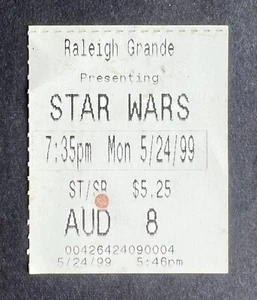 Raleigh Grande
Presenting
STAR WARS
7:35pm Mon 5/24/99
ST/SR $5.25
AUD 8
00426424090004
5/24/99 5:46pm